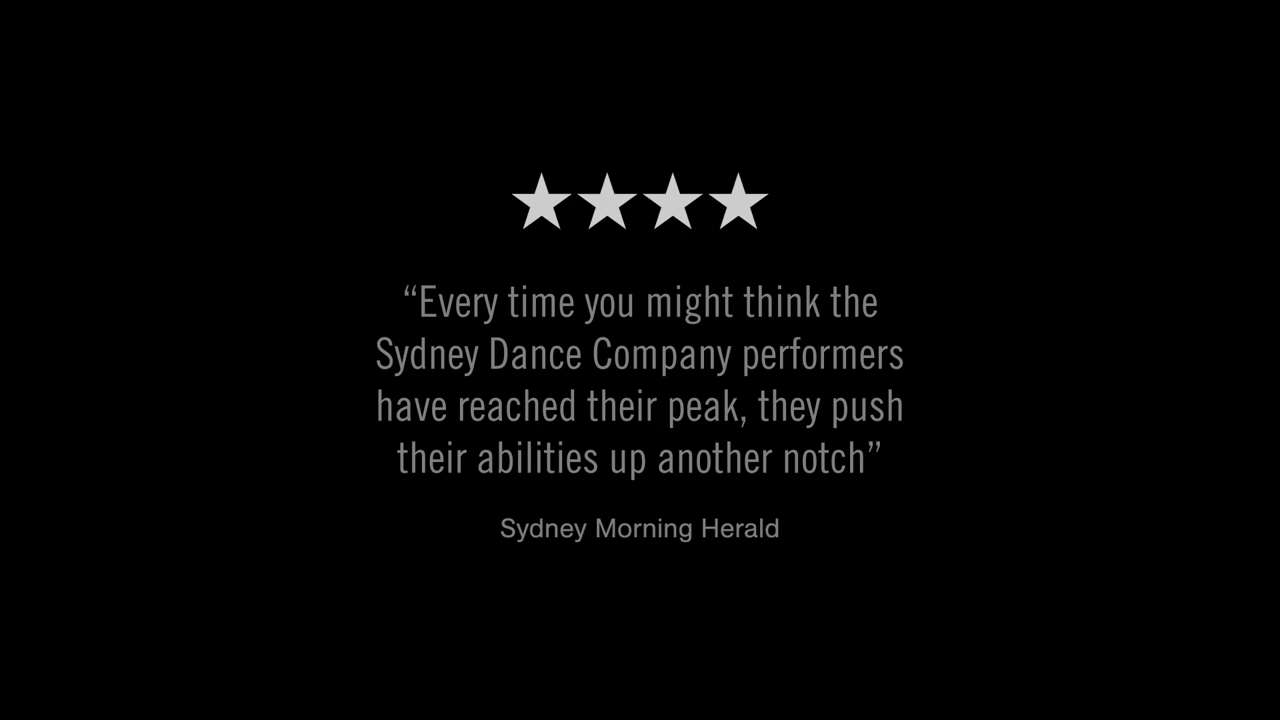 ★★★★
“Every time you might think the
Sydney Dance Company performers
have reached their peak, they push
their abilities up another notch”
Sydney Morning Herald